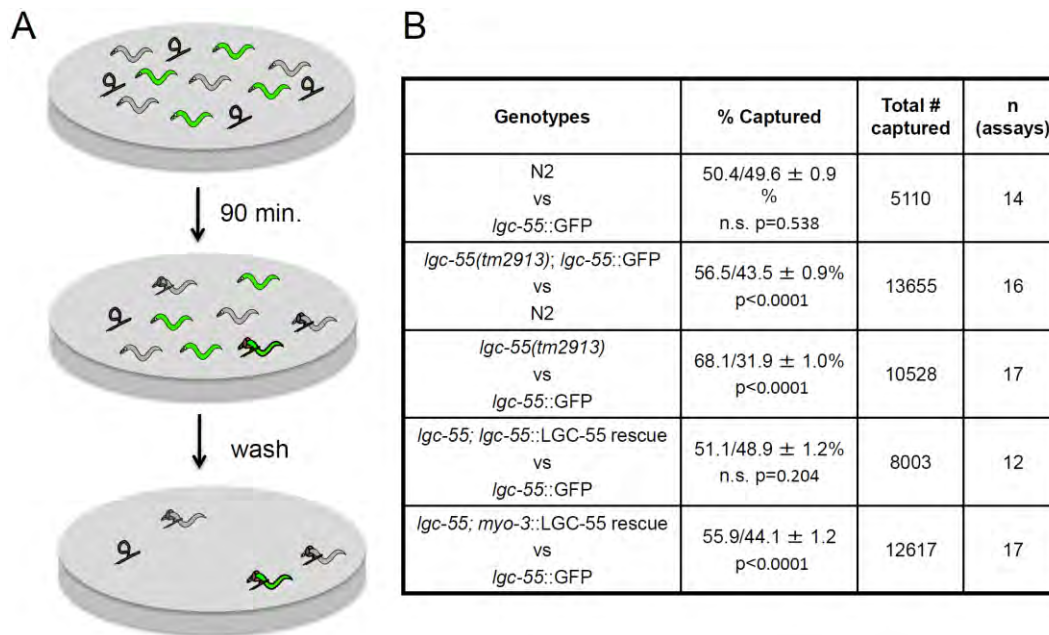 A
90 min.
wash
B
Genotypes
% Captured
Total #
captured
n
(assays)
N2
vs
lgc-55::GFP
50.4/49.6 ± 0.9
%
n.s. p=0.538
5110
14
lgc-55(tm2913); lgc-55::GFP
vs
N2
56.5/43.5 ± 0.9%
p<0.0001
13655
16
lgc-55(tm2913)
vs
lgc-55::GFP
68.1/31.9 ± 1.0%
p<0.0001
10528
17
lgc-55; lgc-55::LGC-55 rescue
vs
lgc-55::GFP
51.1/48.9 ± 1.2%
n.s. p=0.204
8003
12
lgc-55; myo-3::LGC-55 rescue
vs
lgc-55::GFP
55.9/44.1 ± 1.2
p<0.0001
12617
17